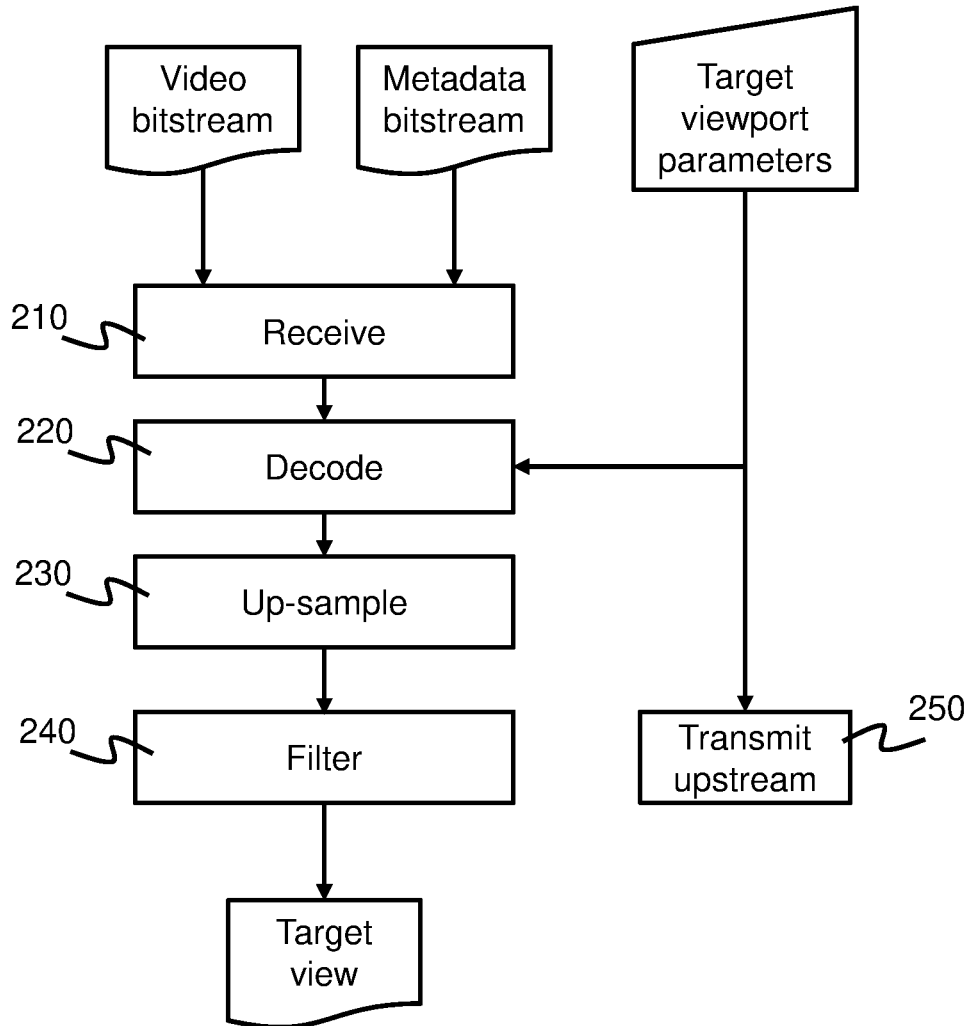 Video
bitstream
Metadata
bitstream
Target
viewport
parameters
210
Receive
220
Decode
230
Up-sample
240
Filter
250
Transmit
upstream
Target
view